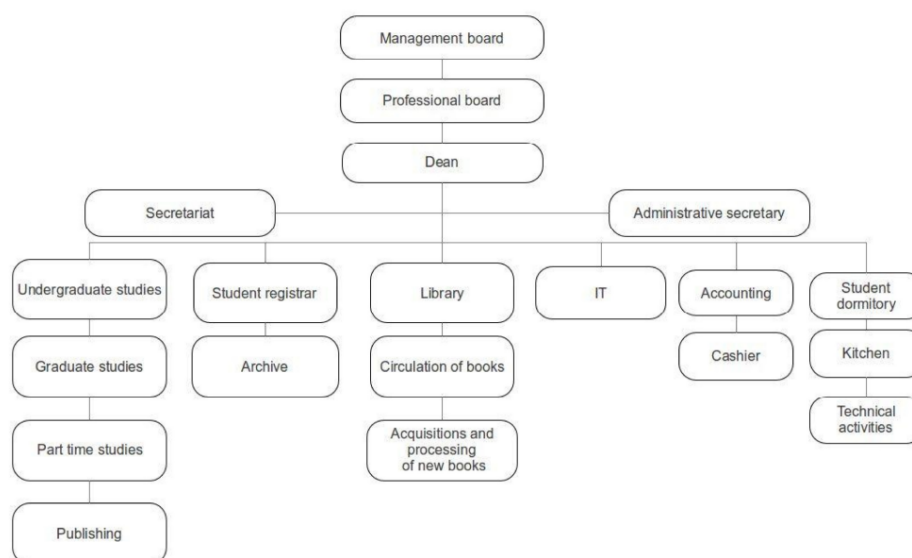 Management board
Professional board
Dean
Secretariat
Administrative secretary
Undergraduate studies
Student registrar
Library
IT
Accounting
Student
dormitory
Graduate studies
Archive
Circulation of books
Cashier
Kitchen
Part time studies
Acquisitions and
processing
of new books
Technical
activities
Publishing